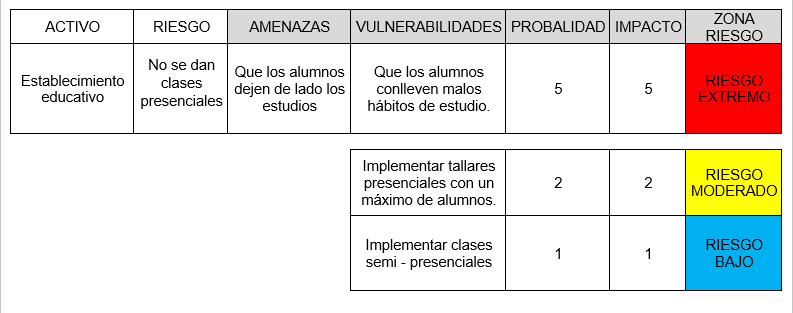 ACTIVO RIESGO AMENAZAS VULNERABILIDADES PROBALIDAD IMPACTO ZONA
RIESGO
Establecimiento
educativo
No se dan
clases
presenciales
Que los alumnos
dejen de lado los
estudios
Que los alumnos
conlleven malos
hábitos de estudio.
5
5
RIESGO
EXTREMO
Implementar tallares
presenciales con un
máximo de alumnos.
2
2
RIESGO
MODERADO
Implementar clases
semi - presenciales
1
1
RIESGO
BAJO